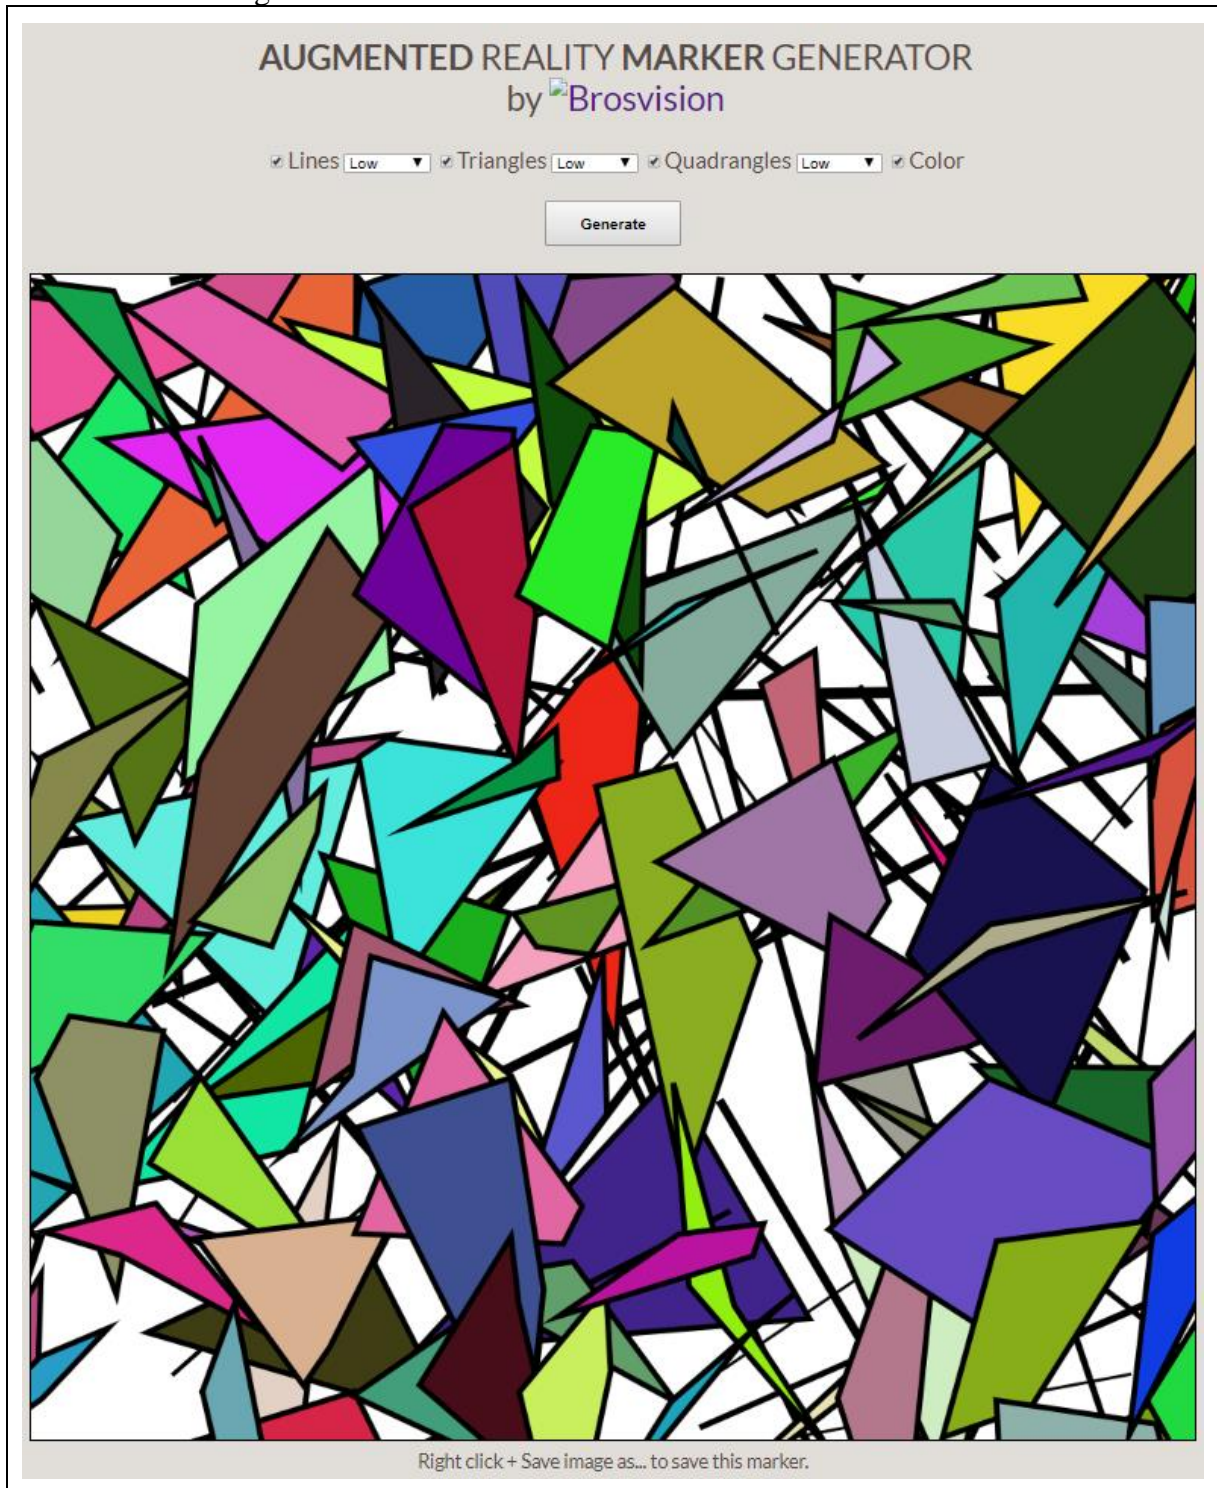 AUGMENTED REALITY MARKER GENERATOR
by Brosvision
Lines Low Triangles Low Quadrangles Low Color
Generate
Right click + Save image as... to save this marker.